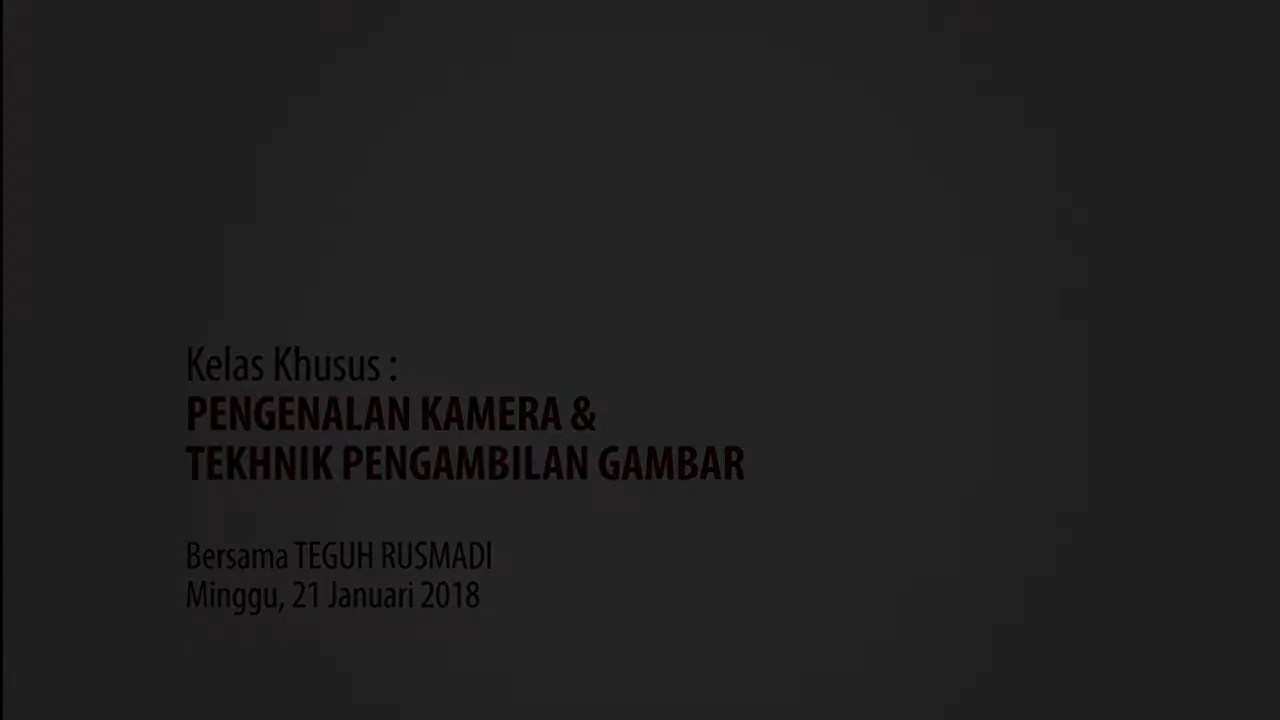 Kelas Khusus :
PENGENALAN KAMERA &
TEKHNIK PENGAMBILAN GAMBAR
Bersama TEGUH RUSMADI
Minggu, 21 Januari 2018